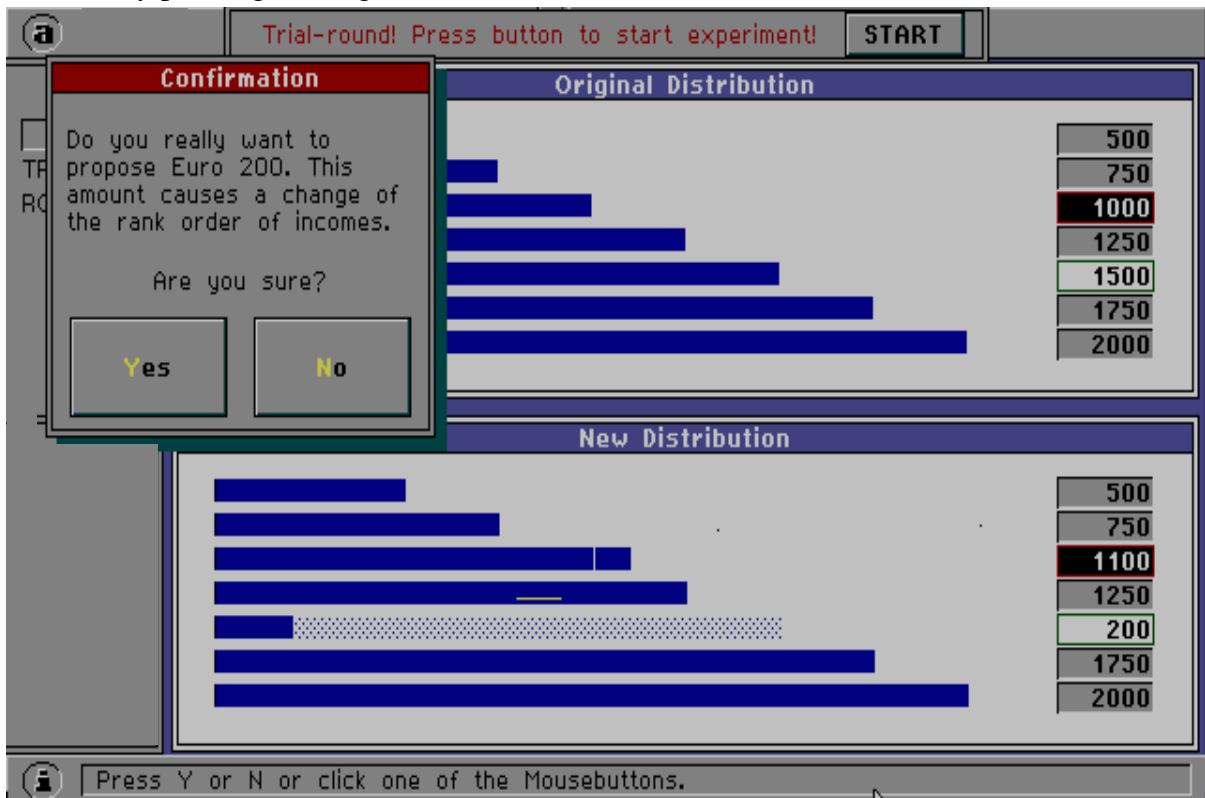 a
Trial-round! Press button to start experiment!
START
Confirmation
Do you really want to
propose Euro 200. This
amount causes a change of
the rank order of incomes.
Are you sure?
Yes
No
Original Distribution
500
750
1000
1250
1500
1750
2000
New Distribution
500
750
1100
1250
200
1750
2000
i
Press Y or N or click one of the Mousebuttons.